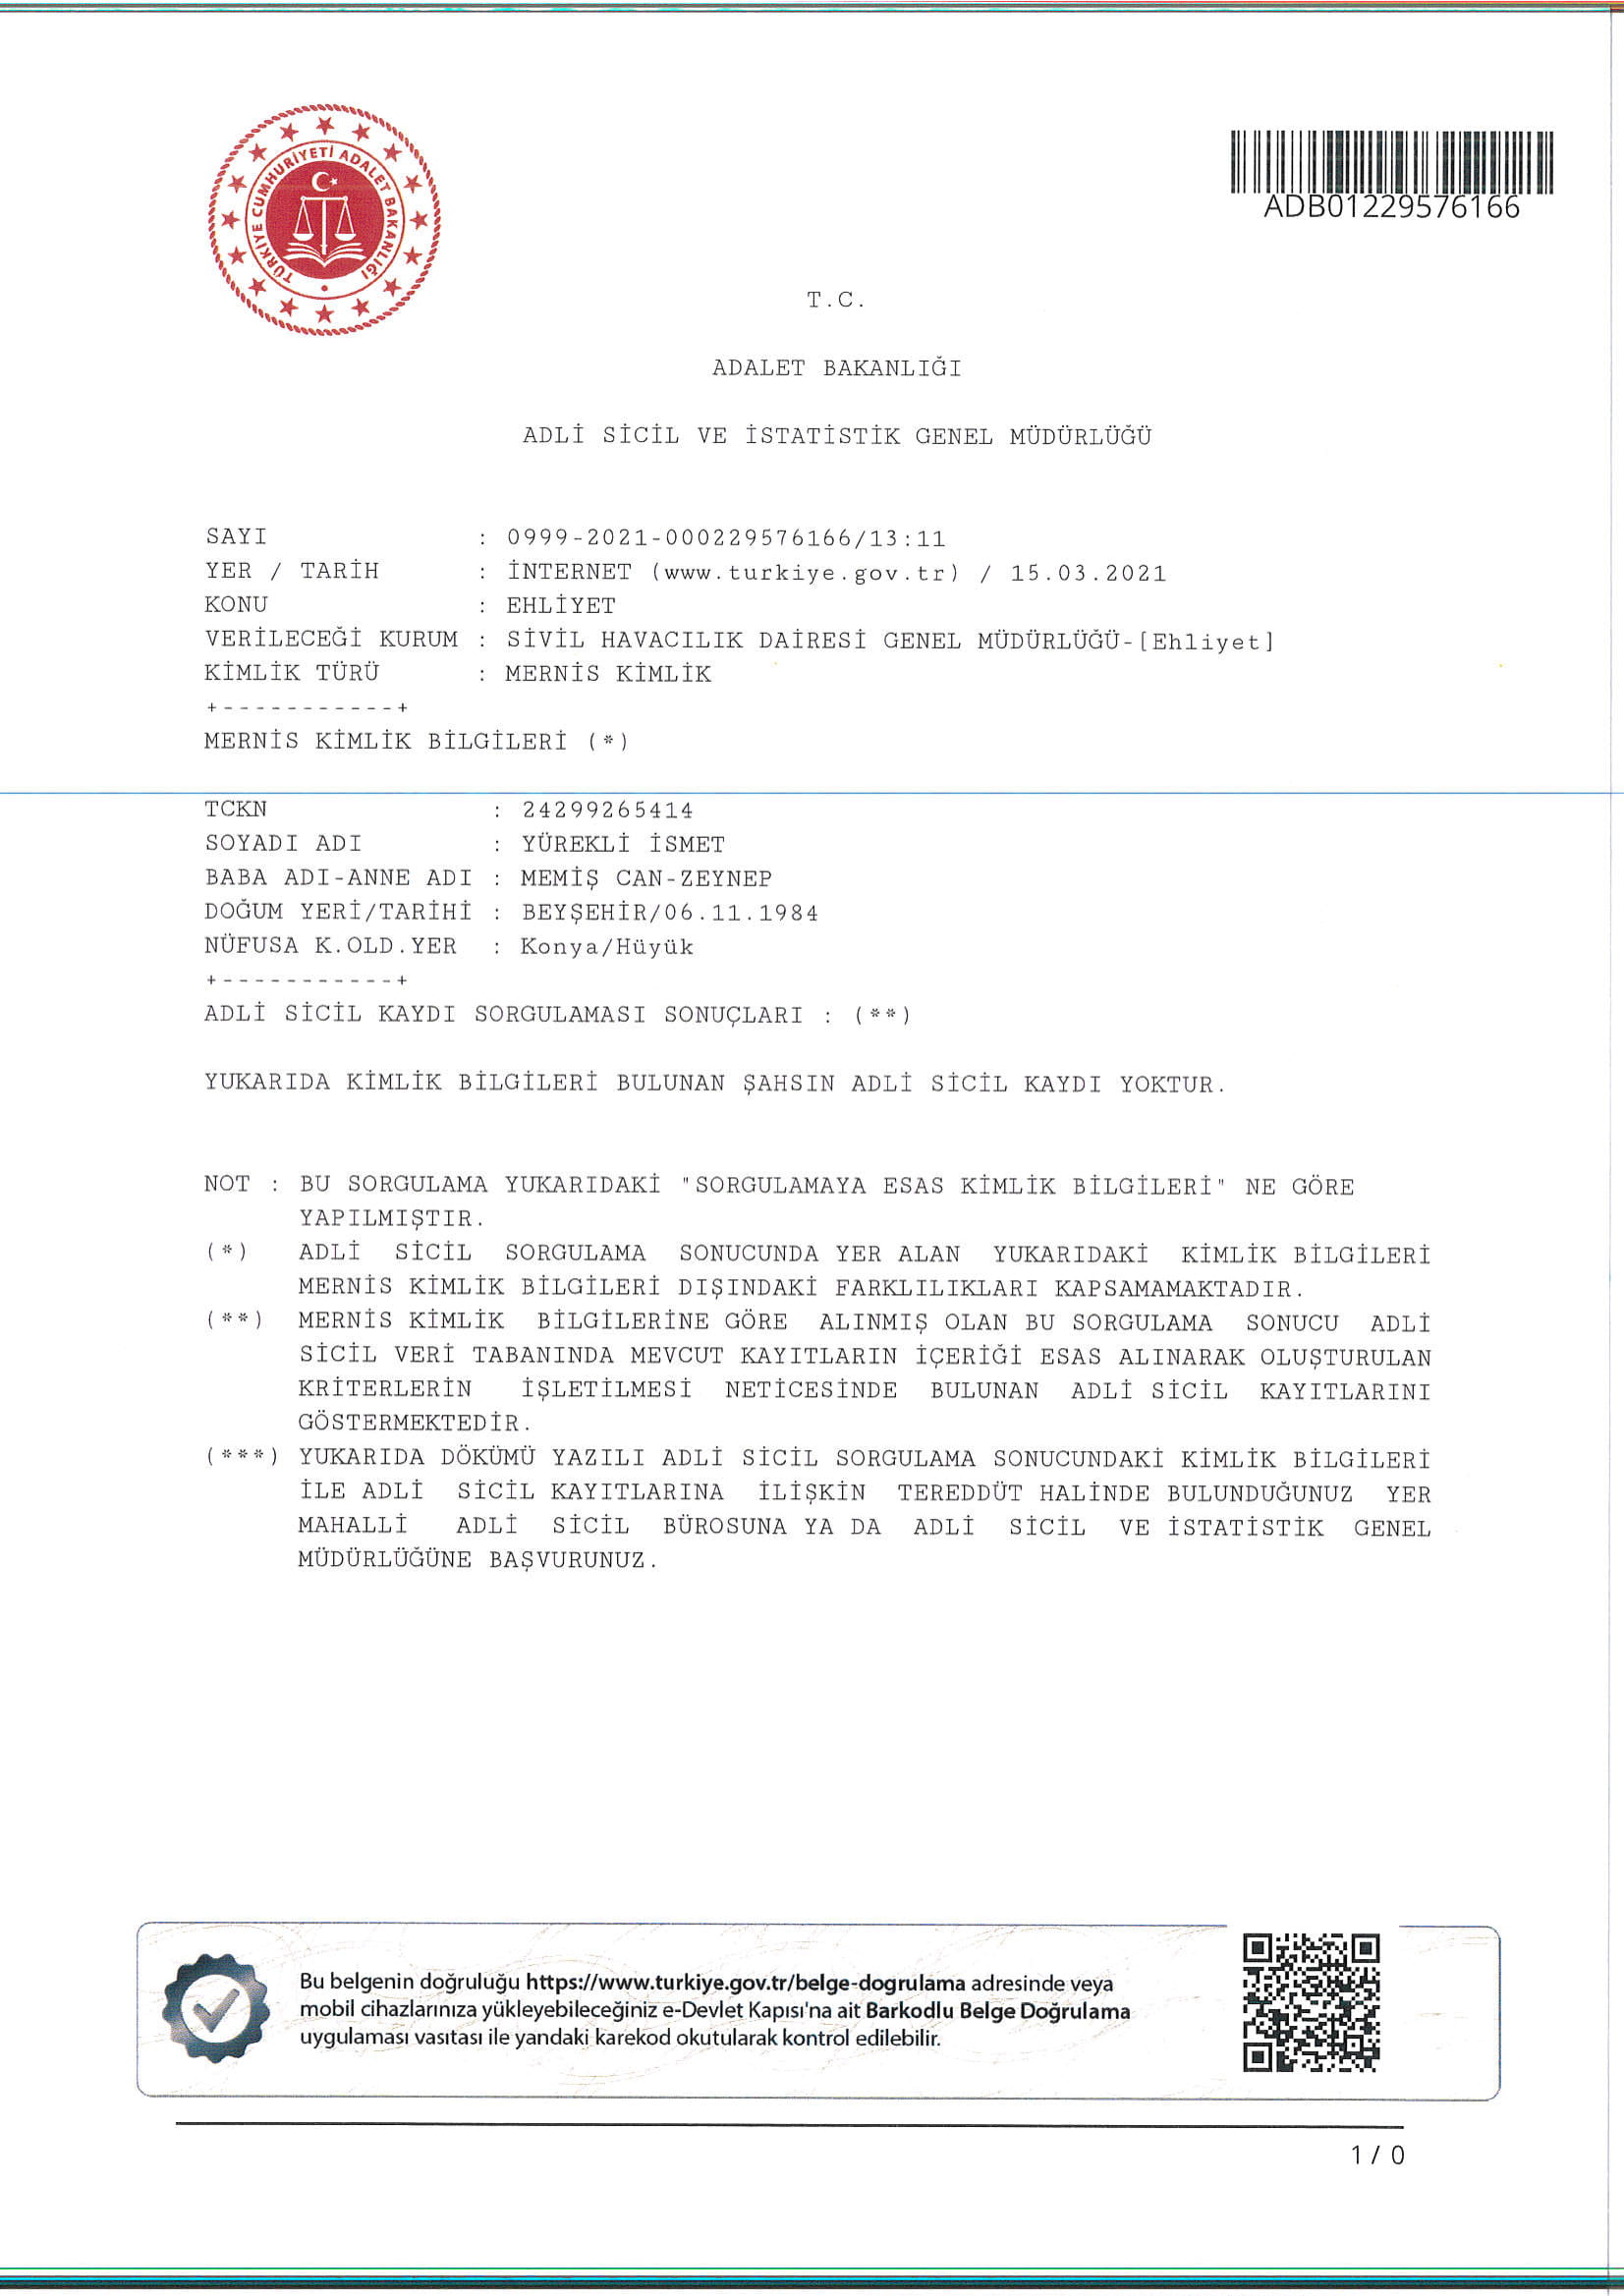 TÜRKİYE CUMHURİYETİ ADALET BAKANLIĞI
ADB01229576166
T.C.
ADALET BAKANLIĞI
ADLİ SİCİL VE İSTATİSTİK GENEL MÜDÜRLÜĞÜ
SAYI : 0999-2021-000229576166/13:11
YER / TARİH : İNTERNET (www.turkiye.gov.tr) / 15.03.2021
KONU : EHLİYET
VERİLECEĞİ KURUM : SİVİL HAVACILIK DAİRESİ GENEL MÜDÜRLÜĞÜ-[Ehliyet]
KİMLİK TÜRÜ : MERNİS KİMLİK
+-----------+
MERNİS KİMLİK BİLGİLERİ (*)
TCKN : 24299265414
SOYADI ADI : YÜREKLİ İSMET
BABA ADI-ANNE ADI : MEMİŞ CAN-ZEYNEP
DOĞUM YERİ/TARİHİ : BEYŞEHİR/06.11.1984
NÜFUSA K.OLD.YER : Konya/Hüyük
+-----------+
ADLİ SİCİL KAYDI SORGULAMASI SONUÇLARI : (**)
YUKARIDA KİMLİK BİLGİLERİ BULUNAN ŞAHSIN ADLİ SİCİL KAYDI YOKTUR.
NOT : BU SORGULAMA YUKARIDAKİ "SORGULAMAYA ESAS KİMLİK BİLGİLERİ" NE GÖRE
YAPILMIŞTIR.
(*) ADLİ SİCİL SORGULAMA SONUCUNDA YER ALAN YUKARIDAKİ KİMLİK BİLGİLERİ
MERNİS KİMLİK BİLGİLERİ DIŞINDAKİ FARKLILIKLARI KAPSAMAMAKTADIR.
(**) MERNİS KİMLİK BİLGİLERİNE GÖRE ALINMIŞ OLAN BU SORGULAMA SONUCU ADLİ
SİCİL VERİ TABANINDA MEVCUT KAYITLARIN İÇERİĞİ ESAS ALINARAK OLUŞTURULAN
KRİTERLERİN İŞLETİLMESİ NETİCESİNDE BULUNAN ADLİ SİCİL KAYITLARINI
GÖSTERMEKTEDİR.
(***) YUKARIDA DÖKÜMÜ YAZILI ADLİ SİCİL SORGULAMA SONUCUNDAKİ KİMLİK BİLGİLERİ
İLE ADLİ SİCİL KAYITLARINA İLİŞKİN TEREDDÜT HALİNDE BULUNDUĞUNUZ YER
MAHALLİ ADLİ SİCİL BÜROSUNA YA DA ADLİ SİCİL VE İSTATİSTİK GENEL
MÜDÜRLÜĞÜNE BAŞVURUNUZ.
Bu belgenin doğruluğu https://www.turkiye.gov.tr/belge-dogrulama adresinde veya
mobil cihazlarınıza yükleyebileceğiniz e-Devlet Kapısı'na ait Barkodlu Belge Doğrulama
uygulaması vasıtası ile yandaki karekod okutularak kontrol edilebilir.
1 / 0